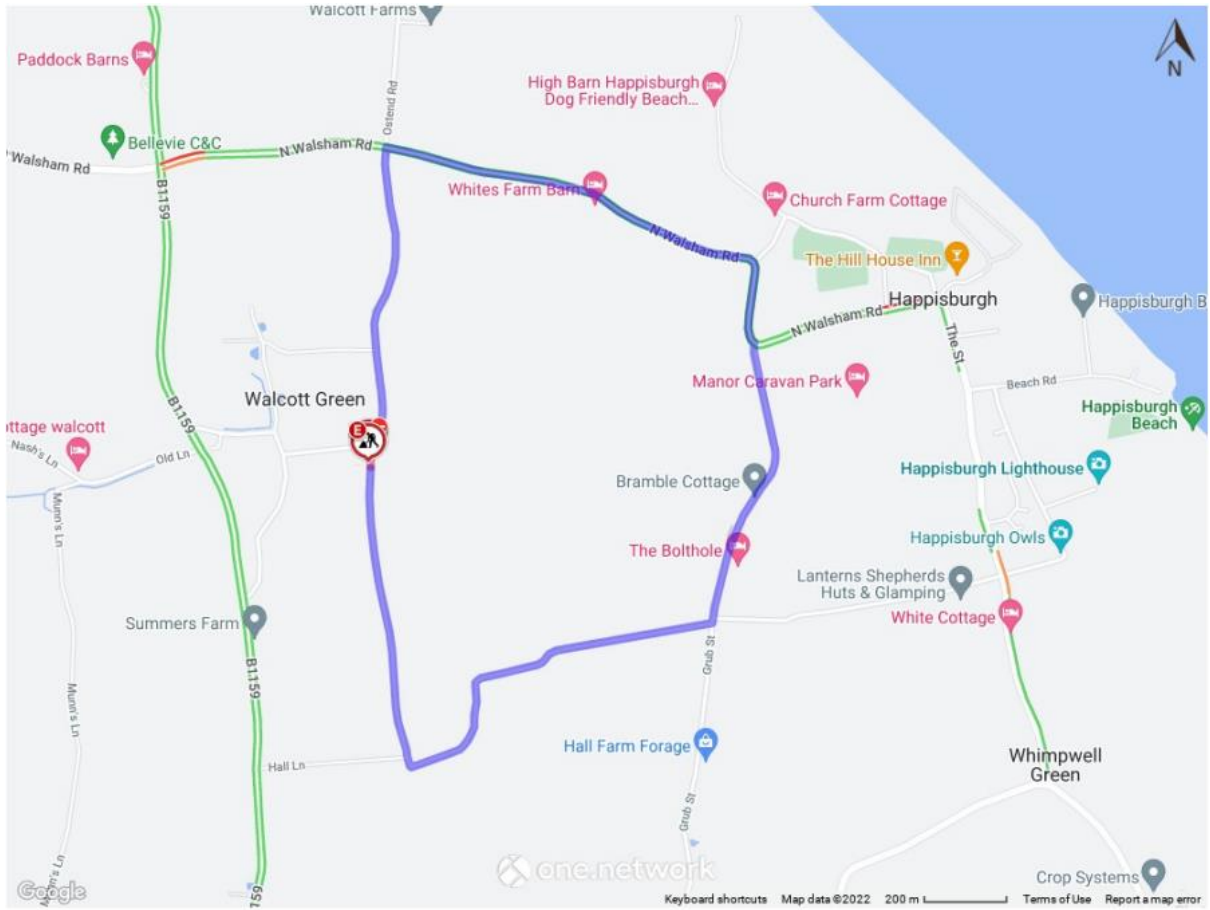 Walcott Farms
Paddock Barns
High Barn Happisburgh
Dog Friendly Beach...
N
Ostend Rd
Bellevie C&C
N Walsham Rd
Walsham Rd
B1159
Whites Farm Barn
Church Farm Cottage
N Walsham Rd
The Hill House Inn
Happisburgh
Happisburgh B
N Walsham Rd
The St
Manor Caravan Park
Beach Rd
Walcott Green
B1159
Happisburgh
Beach
ottage walcott
E
Nash's Ln
Old Ln
Happisburgh Lighthouse
Bramble Cottage
Munn's Ln
Happisburgh Owls
The Bolthole
Lanterns Shepherds
Huts & Glamping
White Cottage
Summers Farm
Grub St
B1159
Munn's Ln
Hall Farm Forage
Hall Ln
Whimpwell
Green
Grub St
one.network
Munn's Ln
159
Crop Systems
Google
Keyboard shortcuts
Map data ©2022
200 m
Terms of Use
Report a map error